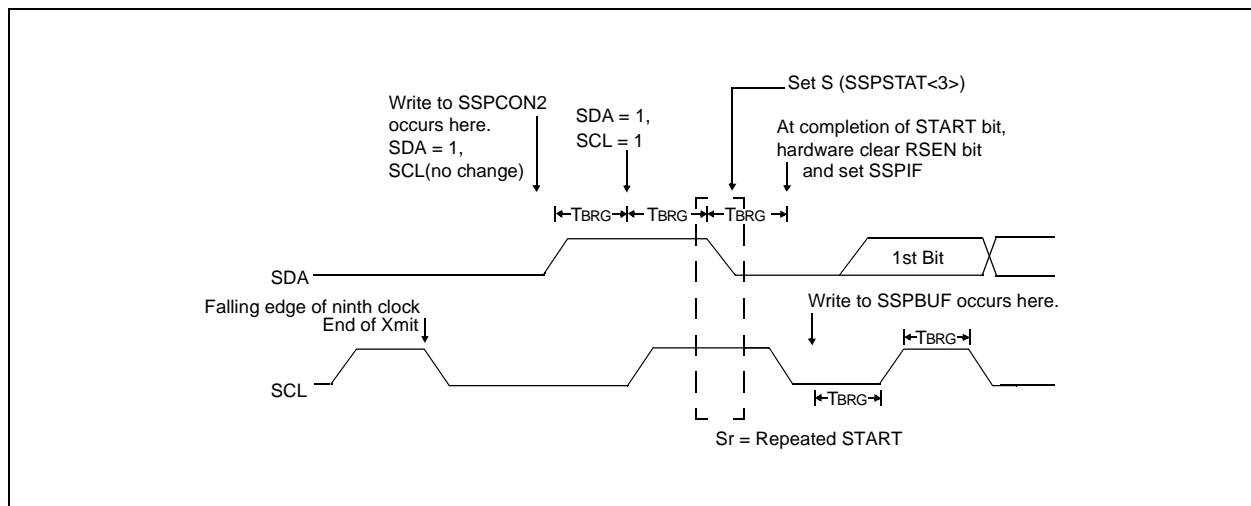 Set S (SSPSTAT<3>)
Write to SSPCON2
occurs here.
SDA = 1,
SCL(no change)
SDA = 1,
SCL = 1
At completion of START bit,
hardware clear RSEN bit
and set SSPIF
TBRG
TBRG
TBRG
SDA
1st Bit
Falling edge of ninth clock
End of Xmit
Write to SSPBUF occurs here.
TBRG
SCL
TBRG
Sr = Repeated START